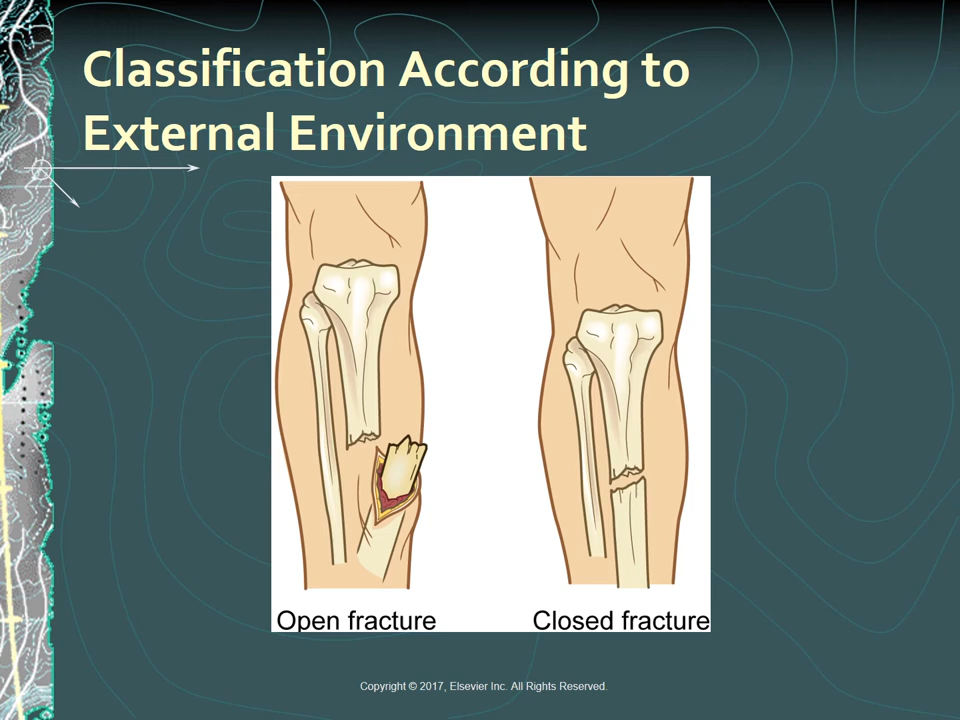 Classification According to
External Environment
Open fracture
Closed fracture
Copyright © 2017, Elsevier Inc. All Rights Reserved.